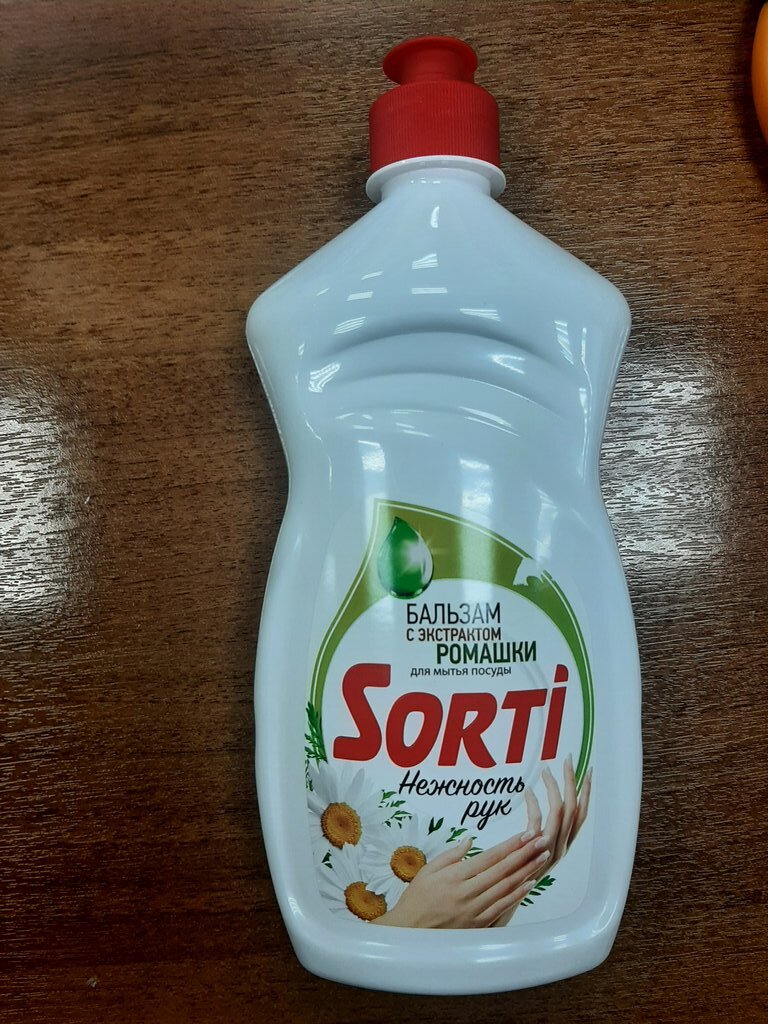 БАЛЬЗАМ
С ЭКСТРАКТОМ
РОМАШКИ
ДЛЯ МЫТЬЯ ПОСУДЫ
SORTI
Нежность
рук